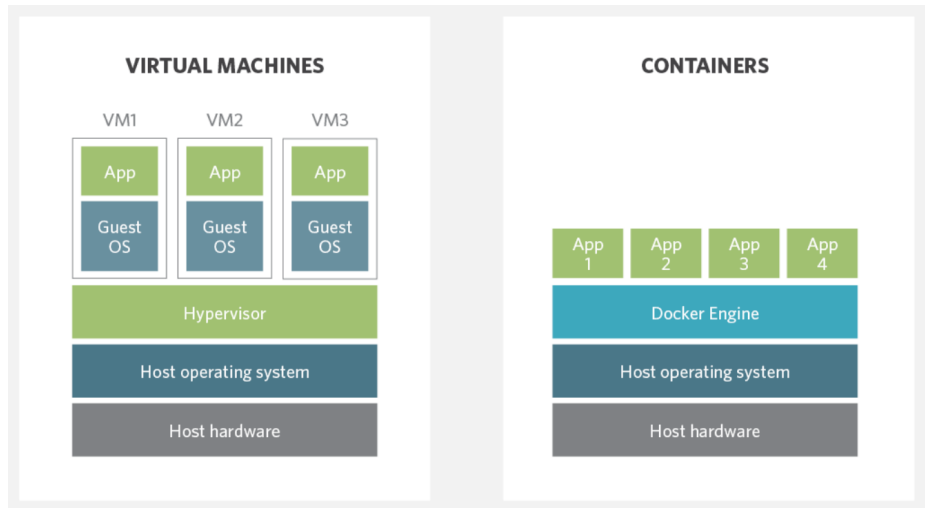 VIRTUAL MACHINES
VM1 VM2 VM3
App App App
Guest Guest Guest
OS OS OS
Hypervisor
Host operating system
Host hardware
CONTAINERS
App App App App
1 2 3 4
Docker Engine
Host operating system
Host hardware